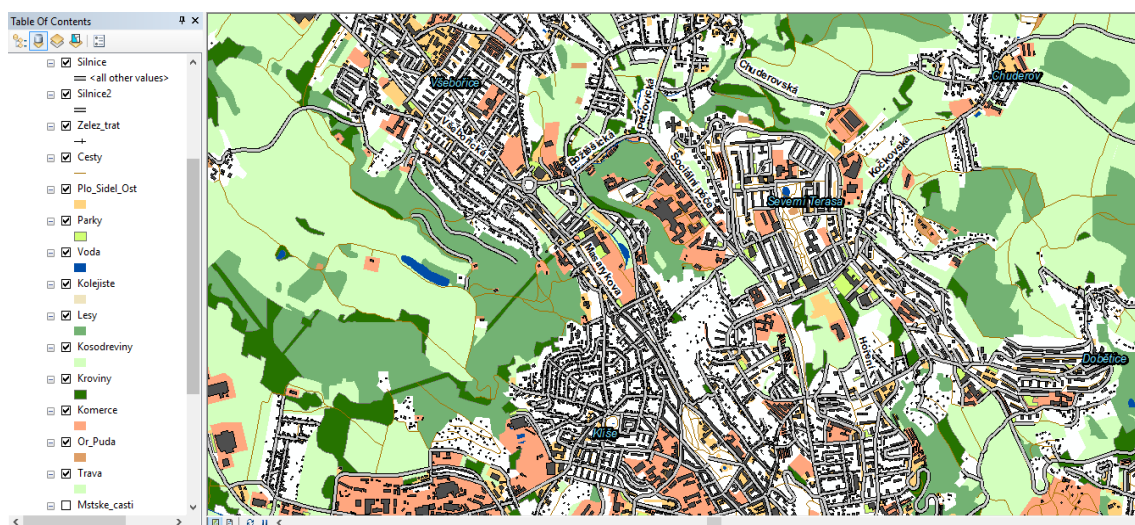 Table Of Contents
Silnice
<all other values>
Silnice2
Zelez_trat
Cesty
Plo_Sidel_Ost
Parky
Voda
Kolejiste
Lesy
Kosodreviny
Kroviny
Komerce
Or_Puda
Trava
Mstske_casti
Všebořice
Chuderovská
Chuderov
Sociální péče
Kočkovská
Severní Terasa
Masarykova
Hoření
Dobětice
Klíše